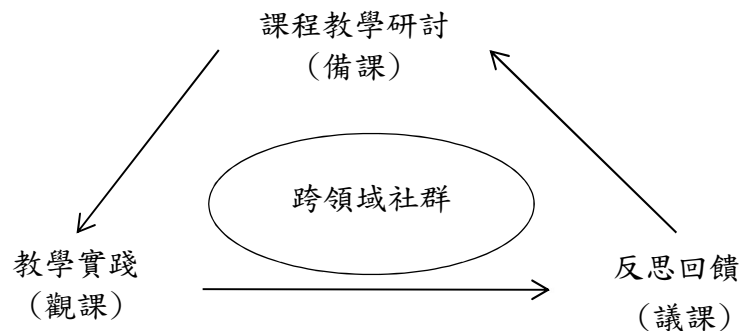 課程教學研討
（備課）
跨領域社群
教學實踐
（觀課）
反思回饋
（議課）